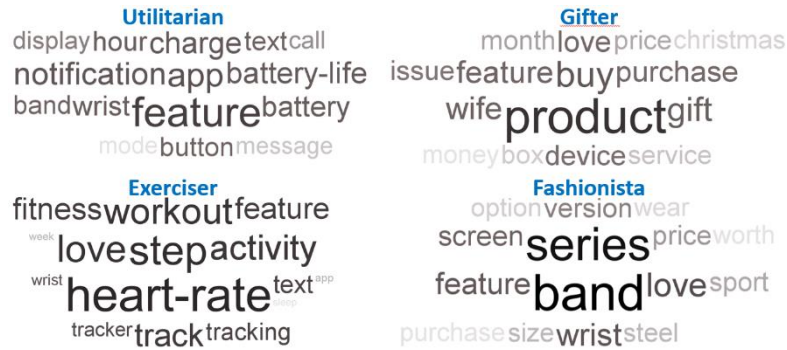 Utilitarian
display hour charge text call
notification app battery-life
band wrist feature battery
mode button message
Gifter
month love price christmas
issue feature buy purchase
wife product gift
money box device service
Exerciser
fitness workout feature
week love step activity
wrist heart-rate text app
sleep
tracker track tracking
Fashionista
option version wear
screen series price worth
feature band love sport
purchase size wrist steel